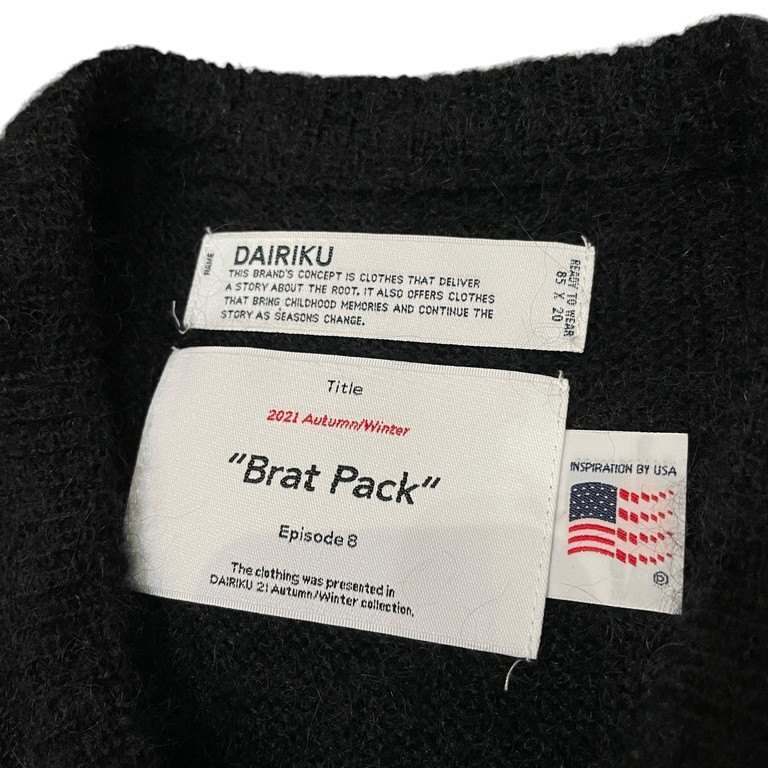 NAME
DAIRIKU
THIS BRAND'S CONCEPT IS CLOTHES THAT DELIVER
A STORY ABOUT THE ROOT. IT ALSO OFFERS CLOTHES
THAT BRING CHILDHOOD MEMORIES AND CONTINUE THE
STORY AS SEASONS CHANGE.
READY TO WEAR
85 X 20
Title
2021 Autumn/Winter
"Brat Pack"
Episode 8
The clothing was presented in
DAIRIKU 21 Autumn/Winter collection.
INSPIRATION BY USA